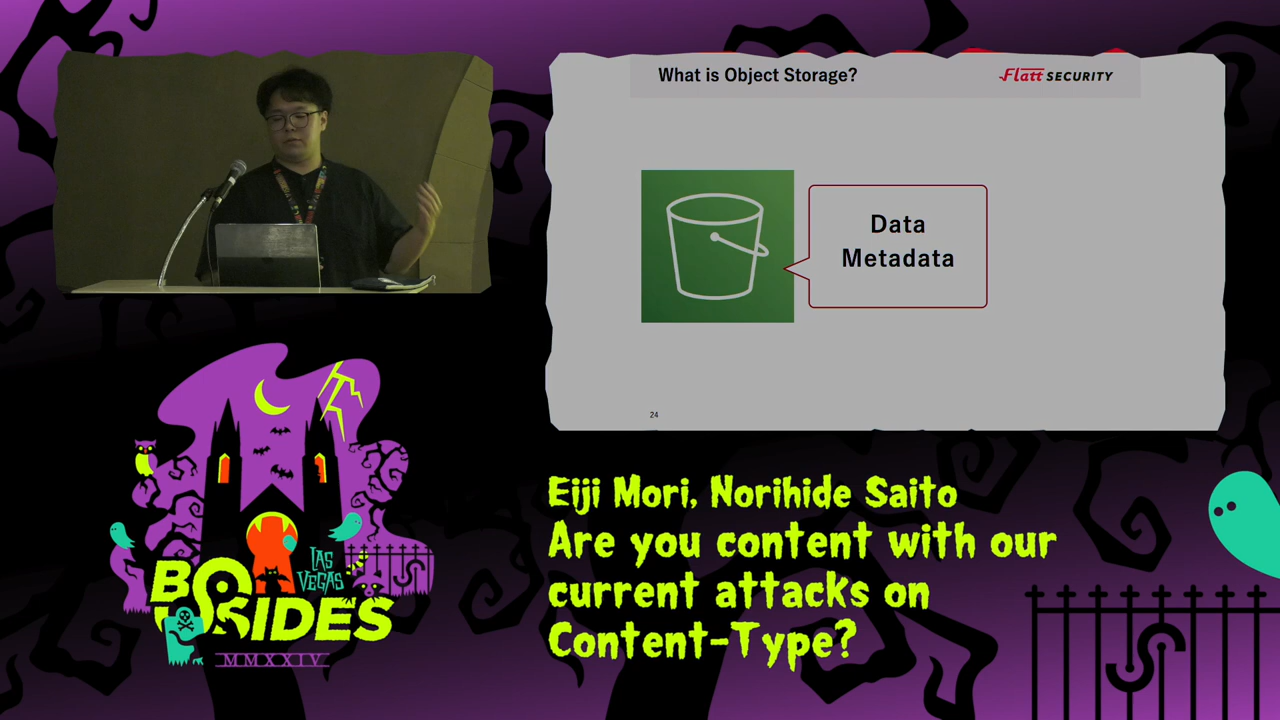 What is Object Storage?
Flatt SECURITY
Data
Metadata
24
Eiji Mori, Norihide Saito
Are you content with our
current attacks on
Content-Type?
LAS
VEGAS
BSIDES
MMXXIV